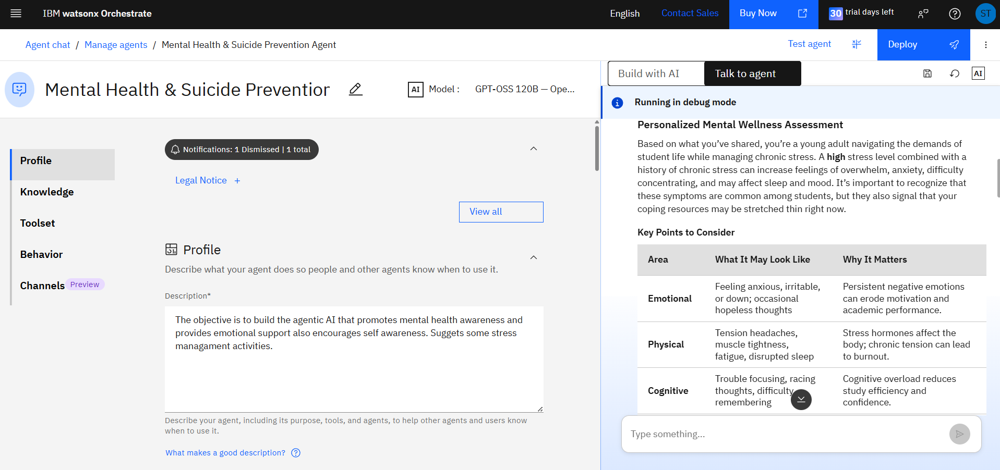 IBM watsonx Orchestrate
English
Contact Sales
Buy Now
30 trial days left
ST
Agent chat / Manage agents / Mental Health & Suicide Prevention Agent
Test agent
Deploy
Mental Health & Suicide Prevention
AI Model : GPT-OSS 120B — Ope...
Build with AI
Talk to agent
AI
Running in debug mode
Profile
Knowledge
Toolset
Behavior
Channels Preview
Notifications: 1 Dismissed | 1 total
Legal Notice +
View all
Profile
Describe what your agent does so people and other agents know when to use it.
Description*
The objective is to build the agentic AI that promotes mental health awareness and
provides emotional support also encourages self awareness. Suggets some stress
managament activities.
Describe your agent, including its purpose, tools, and agents, to help other agents and users know
when to use it.
What makes a good description?
Personalized Mental Wellness Assessment
Based on what you’ve shared, you’re a young adult navigating the demands of
student life while managing chronic stress. A high stress level combined with a
history of chronic stress can increase feelings of overwhelm, anxiety, difficulty
concentrating, and may affect sleep and mood. It’s important to recognize that
these symptoms are common among students, but they also signal that your
coping resources may be stretched thin right now.
Key Points to Consider
Area What It May Look Like Why It Matters
Emotional
Feeling anxious, irritable,
or down; occasional
hopeless thoughts
Persistent negative emotions
can erode motivation and
academic performance.
Physical
Tension headaches,
muscle tightness,
fatigue, disrupted sleep
Stress hormones affect the
body; chronic tension can lead
to burnout.
Cognitive
Trouble focusing, racing
thoughts, difficulty
remembering
Cognitive overload reduces
study efficiency and
confidence.
Type something...